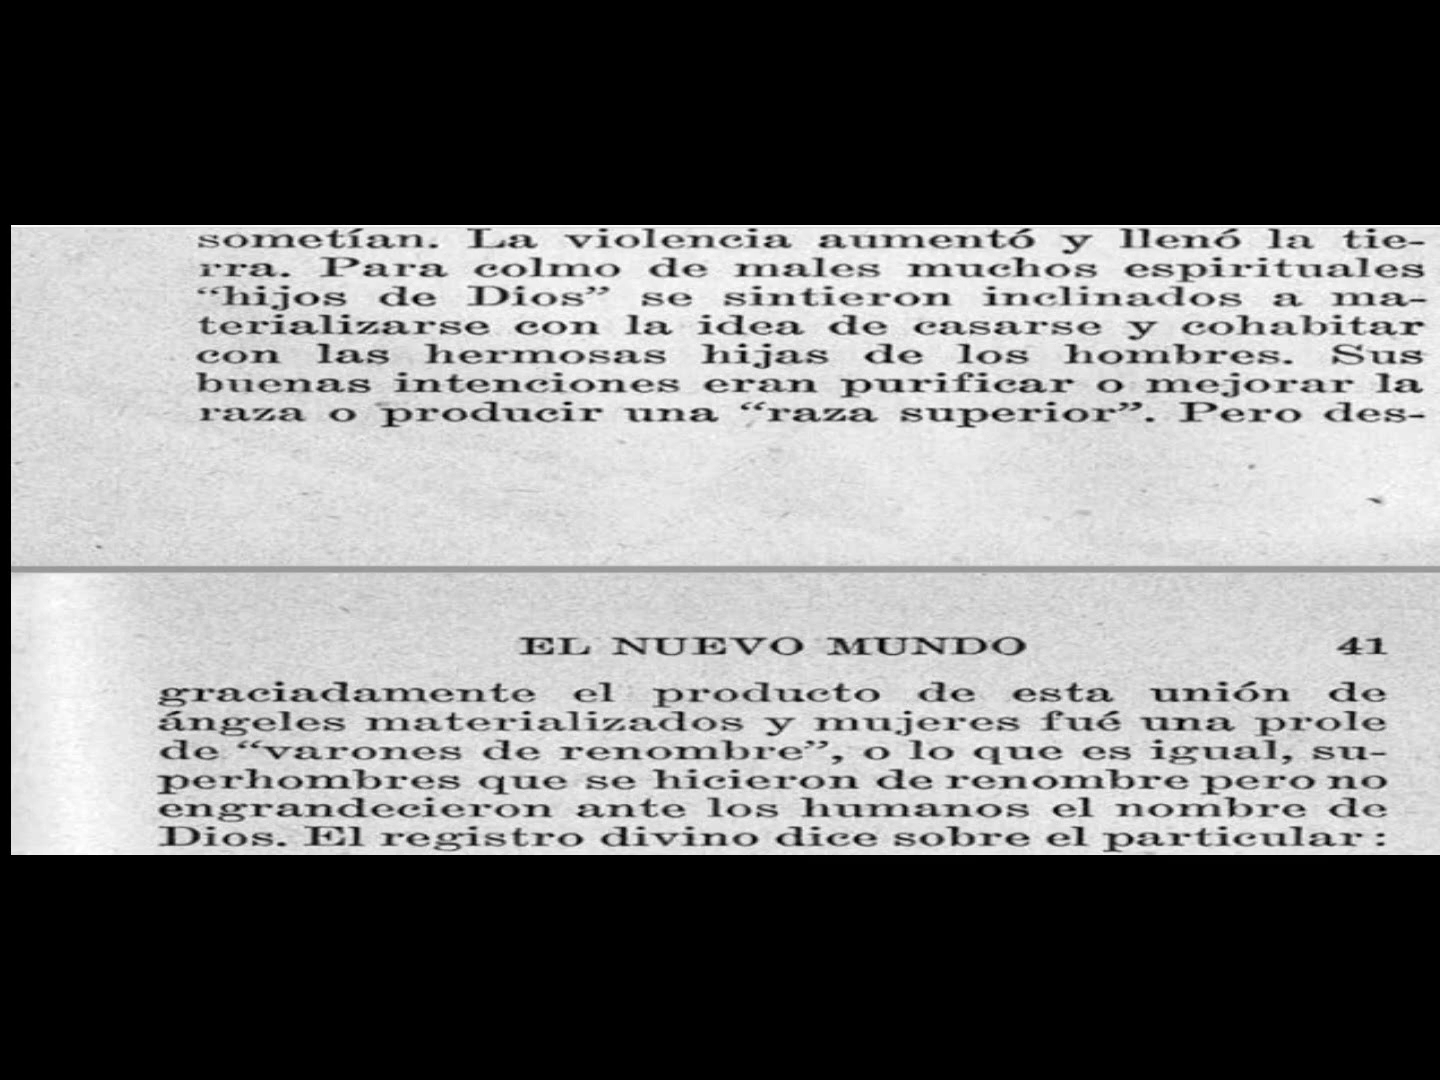 sometían. La violencia aumentó y llenó la tie-
rra. Para colmo de males muchos espirituales
“hijos de Dios” se sintieron inclinados a ma-
terializarse con la idea de casarse y cohabitar
con las hermosas hijas de los hombres. Sus
buenas intenciones eran purificar o mejorar la
raza o producir una “raza superior”. Pero des-
EL NUEVO MUNDO 41
graciadamente el producto de esta unión de
ángeles materializados y mujeres fué una prole
de “varones de renombre”, o lo que es igual, su-
perhombres que se hicieron de renombre pero no
engrandecieron ante los humanos el nombre de
Dios. El registro divino dice sobre el particular: